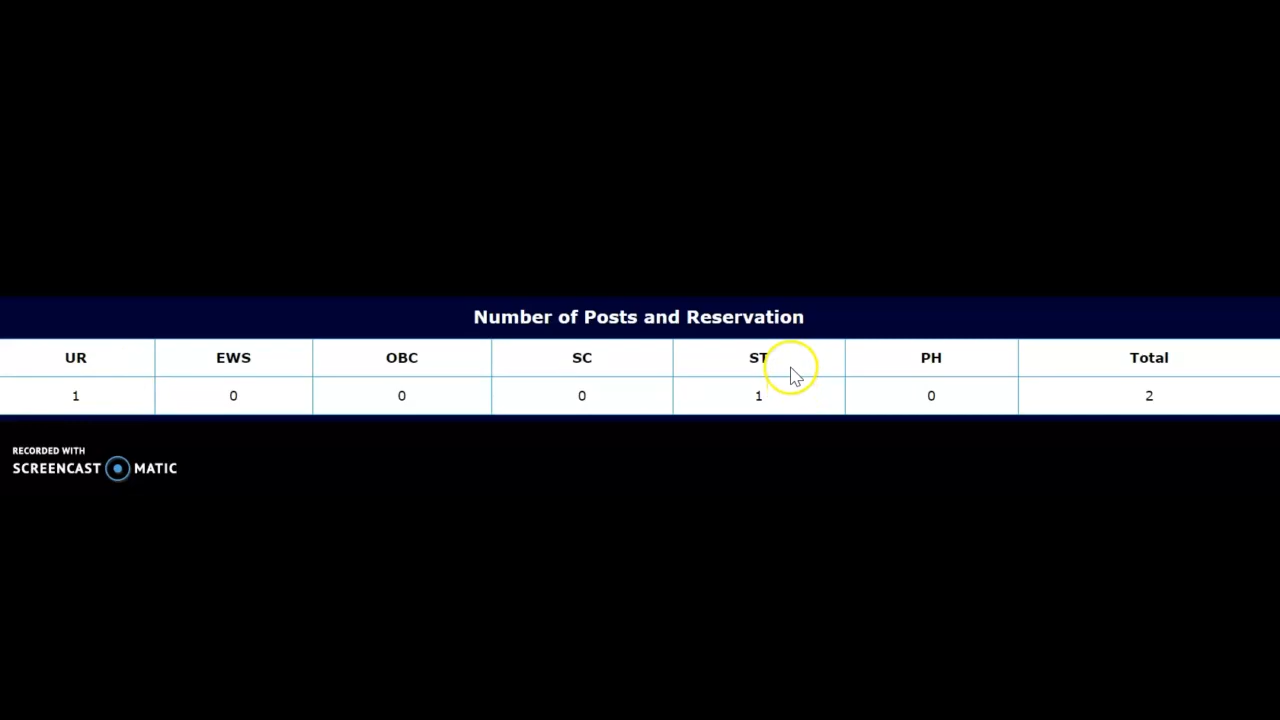 Number of Posts and Reservation
UR EWS OBC SC ST PH Total
1 0 0 0 1 0 2
RECORDED WITH
SCREENCAST MATIC